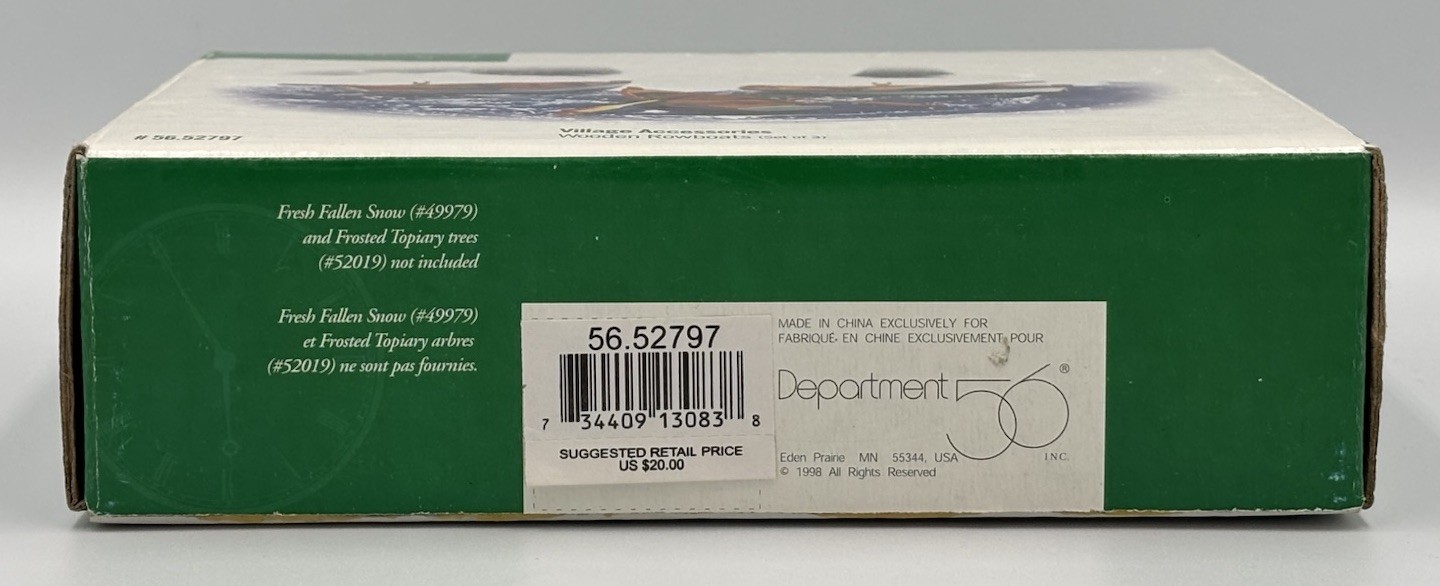 # 56.52797
Village Accessories
Wooden Rowboats (Set of 3)
Fresh Fallen Snow (#49979)
and Frosted Topiary trees
(#52019) not included
Fresh Fallen Snow (#49979)
et Frosted Topiary arbres
(#52019) ne sont pas fournies.
56.52797
7 34409 13083 8
SUGGESTED RETAIL PRICE
US $20.00
MADE IN CHINA EXCLUSIVELY FOR
FABRIQUÉ EN CHINE EXCLUSIVEMENT POUR
Department 56 ®
INC.
Eden Prairie MN 55344, USA
© 1998 All Rights Reserved